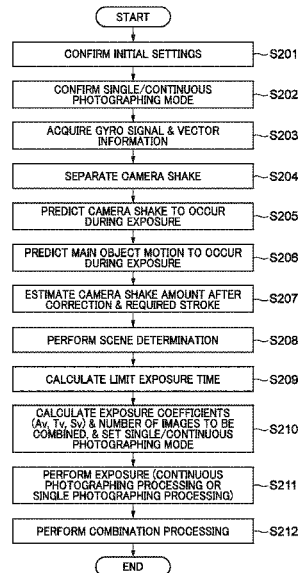 START
CONFIRM INITIAL SETTINGS
S201
CONFIRM SINGLE/CONTINUOUS
PHOTOGRAPHING MODE
S202
ACQUIRE GYRO SIGNAL & VECTOR
INFORMATION
S203
SEPARATE CAMERA SHAKE
S204
PREDICT CAMERA SHAKE TO OCCUR
DURING EXPOSURE
S205
PREDICT MAIN OBJECT MOTION TO OCCUR
DURING EXPOSURE
S206
ESTIMATE CAMERA SHAKE AMOUNT AFTER
CORRECTION & REQUIRED STROKE
S207
PERFORM SCENE DETERMINATION
S208
CALCULATE LIMIT EXPOSURE TIME
S209
CALCULATE EXPOSURE COEFFICIENTS
(Av, Tv, Sv) & NUMBER OF IMAGES TO BE
COMBINED, & SET SINGLE/CONTINUOUS
PHOTOGRAPHING MODE
S210
PERFORM EXPOSURE (CONTINUOUS
PHOTOGRAPHING PROCESSING OR
SINGLE PHOTOGRAPHING PROCESSING)
S211
PERFORM COMBINATION PROCESSING
S212
END